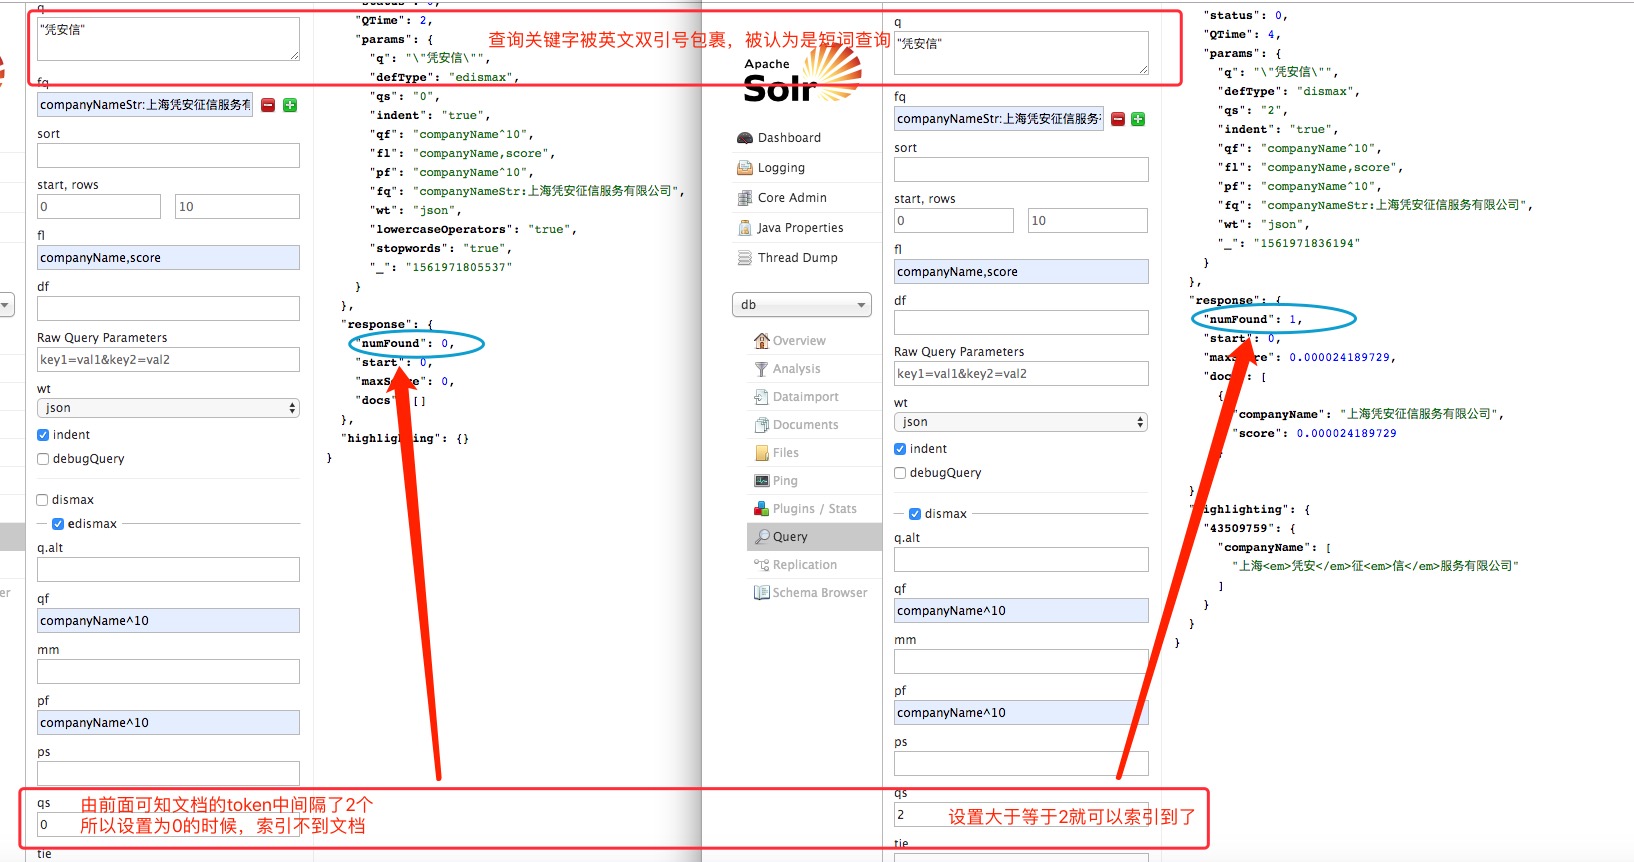 q
"凭安信"
fq
companyNameStr:上海凭安征信服务有
sort
start, rows
0
10
fl
companyName,score
df
Raw Query Parameters
key1=val1&key2=val2
wt
json
indent
debugQuery
dismax
edismax
q.alt
qf
companyName^10
mm
pf
companyName^10
ps
qs
0
tie
由前面可知文档的token中间隔了2个
所以设置为0的时候，索引不到文档
"status": 0,
"QTime": 2,
"params": {
"q": "\"凭安信\"",
"defType": "edismax",
"qs": "0",
"indent": "true",
"qf": "companyName^10",
"fl": "companyName,score",
"pf": "companyName^10",
"fq": "companyNameStr:上海凭安征信服务有限公司",
"wt": "json",
"lowercaseOperators": "true",
"stopwords": "true",
"_": "1561971805537"
}
},
"response": {
"numFound": 0,
"start": 0,
"maxScore": 0,
"docs": []
},
"highlighting": {}
}
查询关键字被英文双引号包裹，被认为是短词查询
Apache
Solr
Dashboard
Logging
Core Admin
Java Properties
Thread Dump
db
Overview
Analysis
Dataimport
Documents
Files
Ping
Plugins / Stats
Query
Replication
Schema Browser
q
"凭安信"
fq
companyNameStr:上海凭安征信服务
sort
start, rows
0
10
fl
companyName,score
df
Raw Query Parameters
key1=val1&key2=val2
wt
json
indent
debugQuery
dismax
q.alt
qf
companyName^10
mm
pf
companyName^10
ps
qs
2
tie
设置大于等于2就可以索引到了
"status": 0,
"QTime": 4,
"params": {
"q": "\"凭安信\"",
"defType": "dismax",
"qs": "2",
"indent": "true",
"qf": "companyName^10",
"fl": "companyName,score",
"pf": "companyName^10",
"fq": "companyNameStr:上海凭安征信服务有限公司",
"wt": "json",
"_": "1561971836194"
}
},
"response": {
"numFound": 1,
"start": 0,
"maxScore": 0.000024189729,
"docs": [
{
"companyName": "上海凭安征信服务有限公司",
"score": 0.000024189729
}
}
"highlighting": {
"43509759": {
"companyName": [
"上海<em>凭安</em>征<em>信</em>服务有限公司"
]
}
}
}